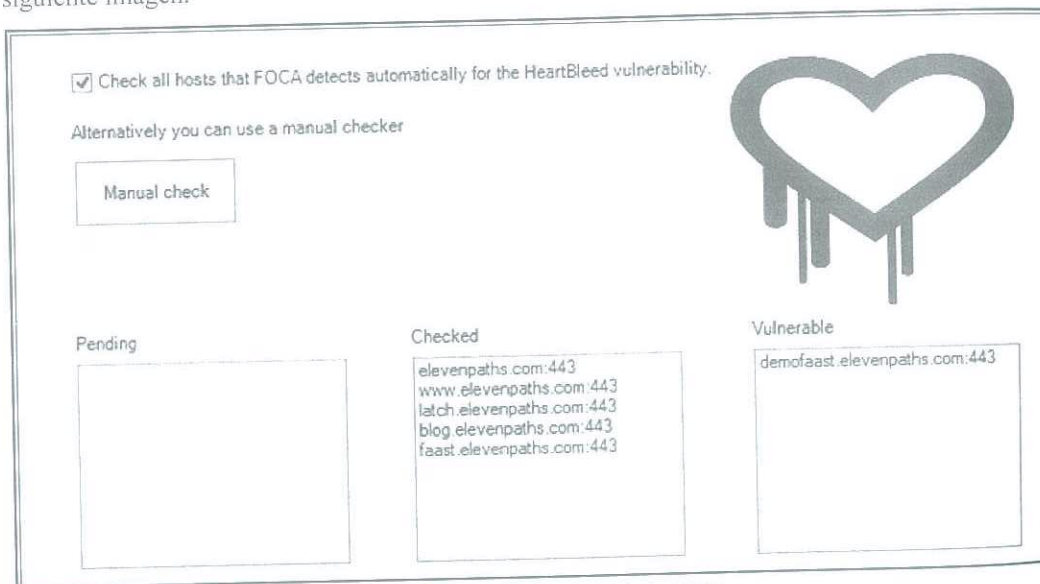 siguiente imagen.
Check all hosts that FOCA detects automatically for the HeartBleed vulnerability.
Alternatively you can use a manual checker
Manual check
Pending
Checked
elevenpaths.com:443
www.elevenpaths.com:443
latch.elevenpaths.com:443
blog.elevenpaths.com:443
faast.elevenpaths.com:443
Vulnerable
demofaast.elevenpaths.com:443